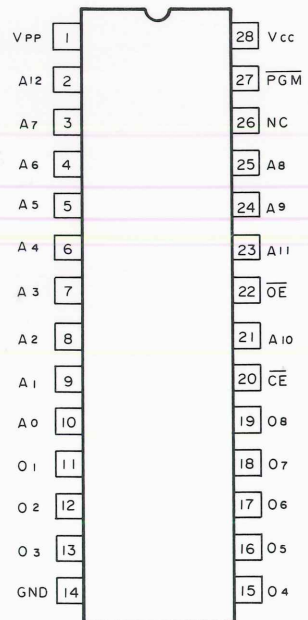 VPP 1 28 Vcc
A12 2 27 PGM
A7 3 26 NC
A6 4 25 A8
A5 5 24 A9
A4 6 23 A11
A3 7 22 OE
A2 8 21 A10
A1 9 20 CE
A0 10 19 O8
O1 11 18 O7
O2 12 17 O6
O3 13 16 O5
GND 14 15 O4